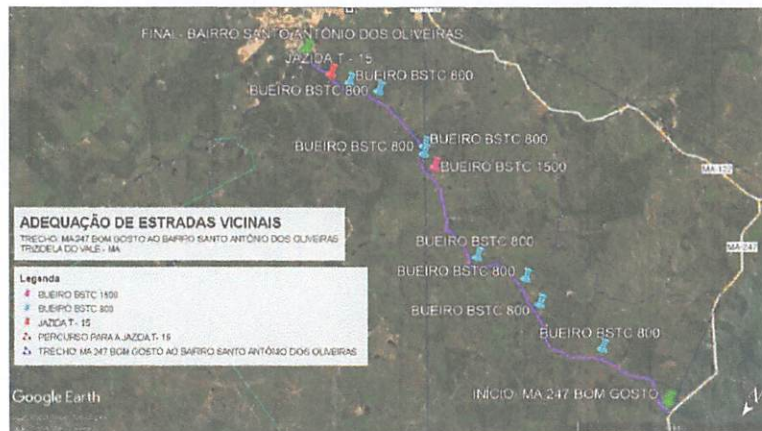 FINAL - BAIRRO SANTO ANTÔNIO DOS OLIVEIRAS
JAZIDA T - 15
BUEIRO BSTC 800
BUEIRO BSTC 800
BUEIRO BSTC 800
BUEIRO BSTC 800
BUEIRO BSTC 1500
MA-122
ADEQUAÇÃO DE ESTRADAS VICINAIS
TRECHO: MA 247 BOM GOSTO AO BAIRRO SANTO ANTÔNIO DOS OLIVEIRAS
TRIZIDELA DO VALE - MA
MA-247
BUEIRO BSTC 800
BUEIRO BSTC 800
BUEIRO BSTC 800
BUEIRO BSTC 800
Legenda
BUEIRO BSTC 1500
BUEIRO BSTC 800
JAZIDA T - 15
PERCURSO PARA A JAZIDA T- 15
TRECHO: MA 247 BOM GOSTO AO BAIRRO SANTO ANTÔNIO DOS OLIVEIRAS
INÍCIO: MA 247 BOM GOSTO
Google Earth
N